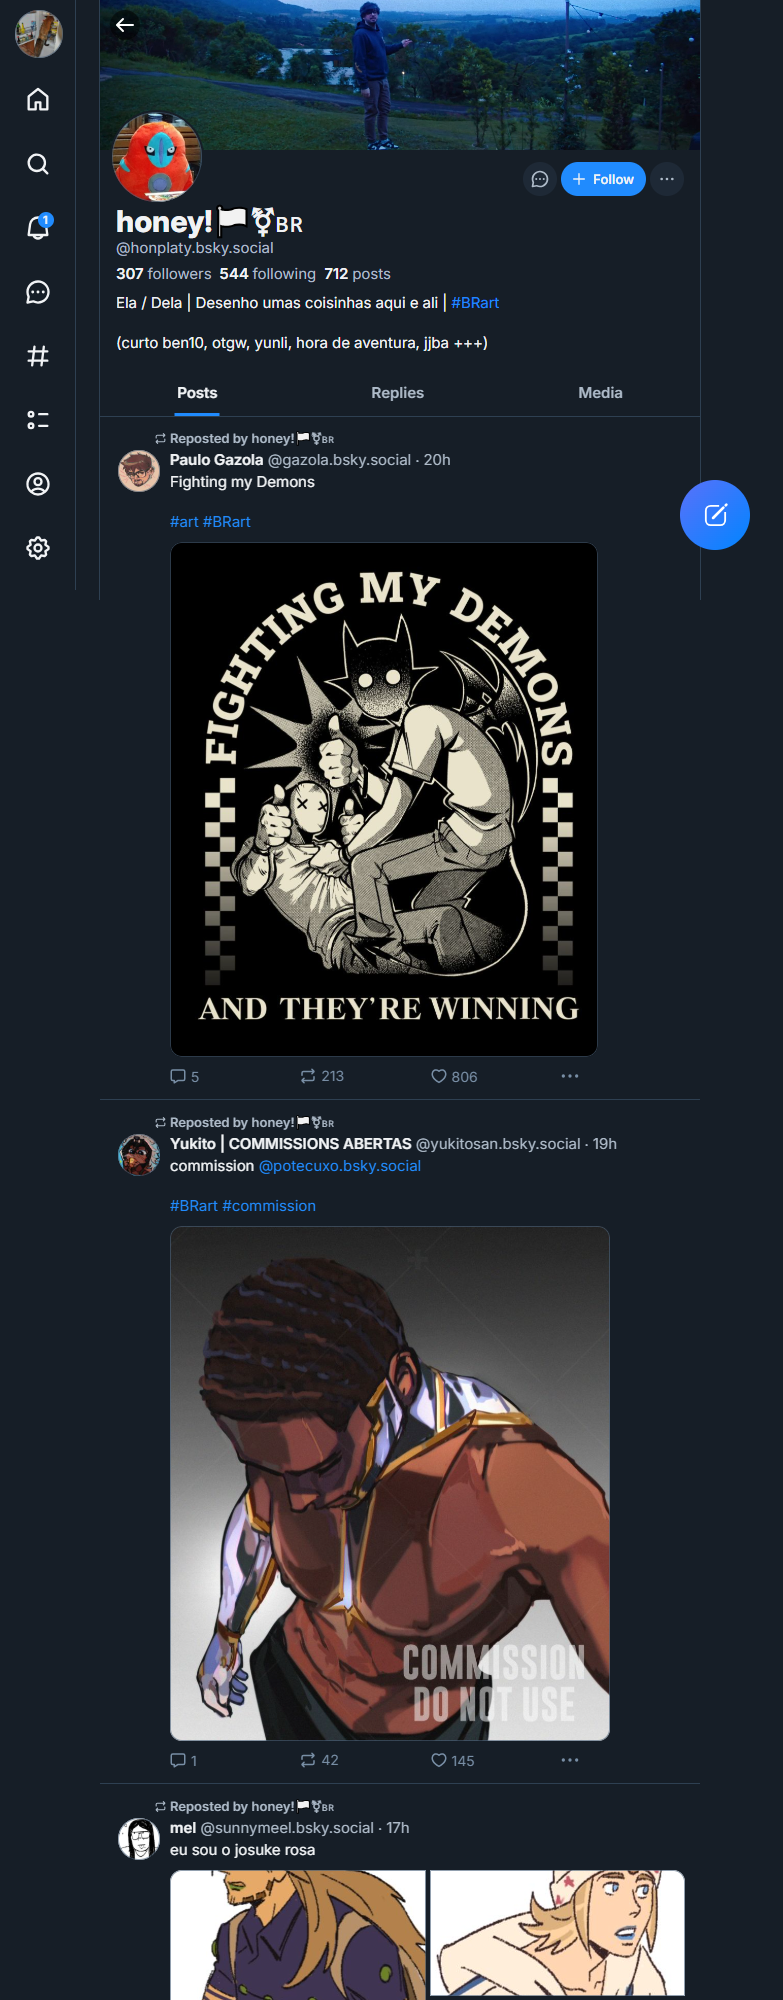 1
+ Follow
honey!🏳️⚧BR
@honplaty.bsky.social
307 followers 544 following 712 posts
Ela / Dela | Desenho umas coisinhas aqui e ali | #BRart
(curto ben10, otgw, yunli, hora de aventura, jjba +++)
Posts Replies Media
Reposted by honey!🏳️⚧BR
Paulo Gazola @gazola.bsky.social · 20h
Fighting my Demons
#art #BRart
FIGHTING MY DEMONS
AND THEY'RE WINNING
5 213 806
Reposted by honey!🏳️⚧BR
Yukito | COMMISSIONS ABERTAS @yukitosan.bsky.social · 19h
commission @potecuxo.bsky.social
#BRart #commission
COMMISSION
DO NOT USE
1 42 145
Reposted by honey!🏳️⚧BR
mel @sunnymeel.bsky.social · 17h
eu sou o josuke rosa